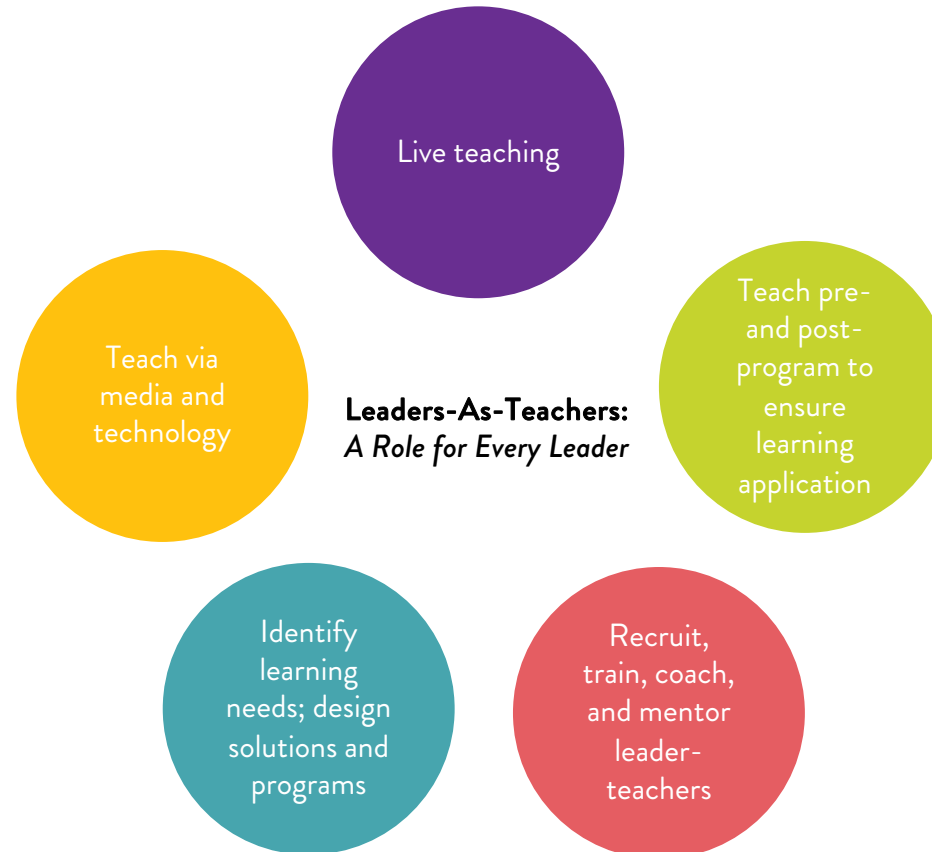 Live teaching
Teach pre-
and post-
program to
ensure
learning
application
Teach via
media and
technology
Leaders-As-Teachers:
A Role for Every Leader
Identify
learning
needs; design
solutions and
programs
Recruit,
train, coach,
and mentor
leader-
teachers